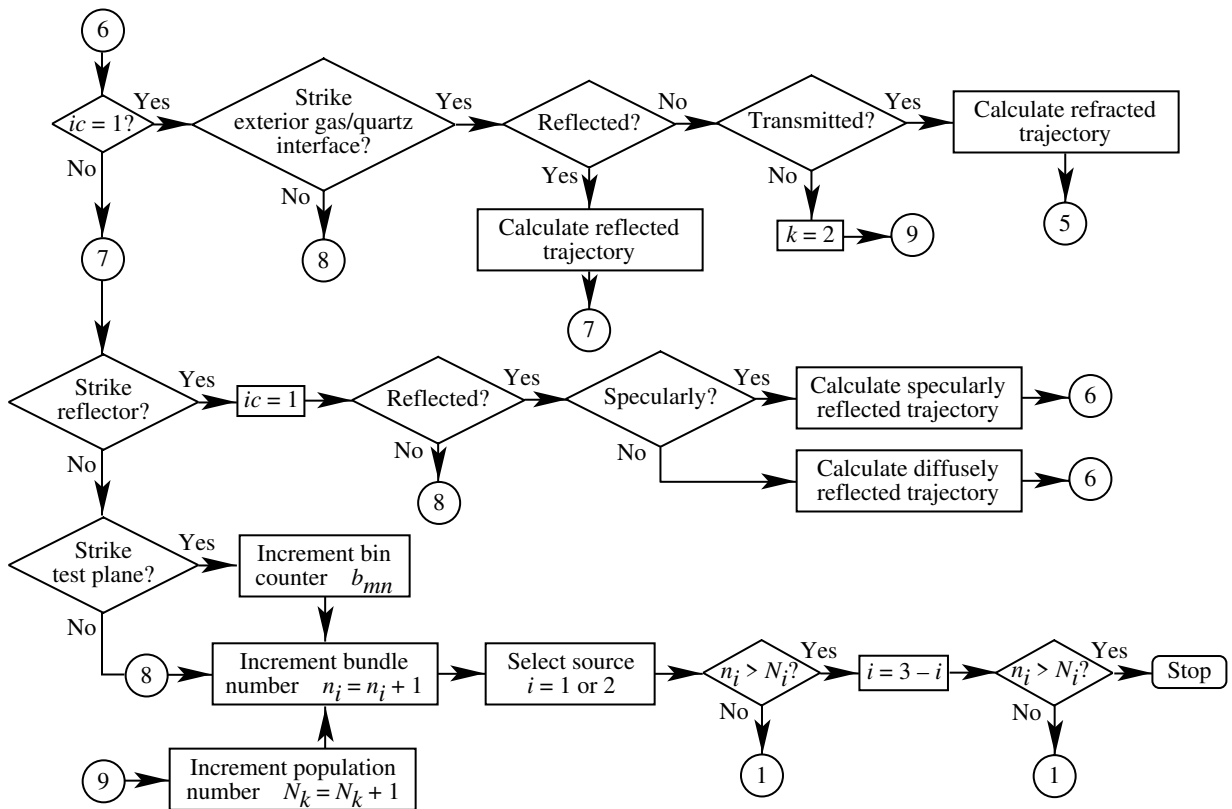 6
ic = 1?
Yes
No
Strike
exterior gas/quartz
interface?
Yes
No
8
Reflected?
No
Yes
Calculate reflected
trajectory
7
Transmitted?
Yes
No
k = 2
9
Calculate refracted
trajectory
5
7
Strike
reflector?
Yes
No
ic = 1
Reflected?
Yes
No
8
Specularly?
Yes
No
Calculate specularly
reflected trajectory
6
Calculate diffusely
reflected trajectory
6
Strike
test plane?
Yes
No
Increment bin
counter b_mn
8
Increment bundle
number n_i = n_i + 1
Select source
i = 1 or 2
n_i > N_i?
Yes
No
1
i = 3 – i
n_i > N_i?
Yes
No
1
Stop
9
Increment population
number N_k = N_k + 1